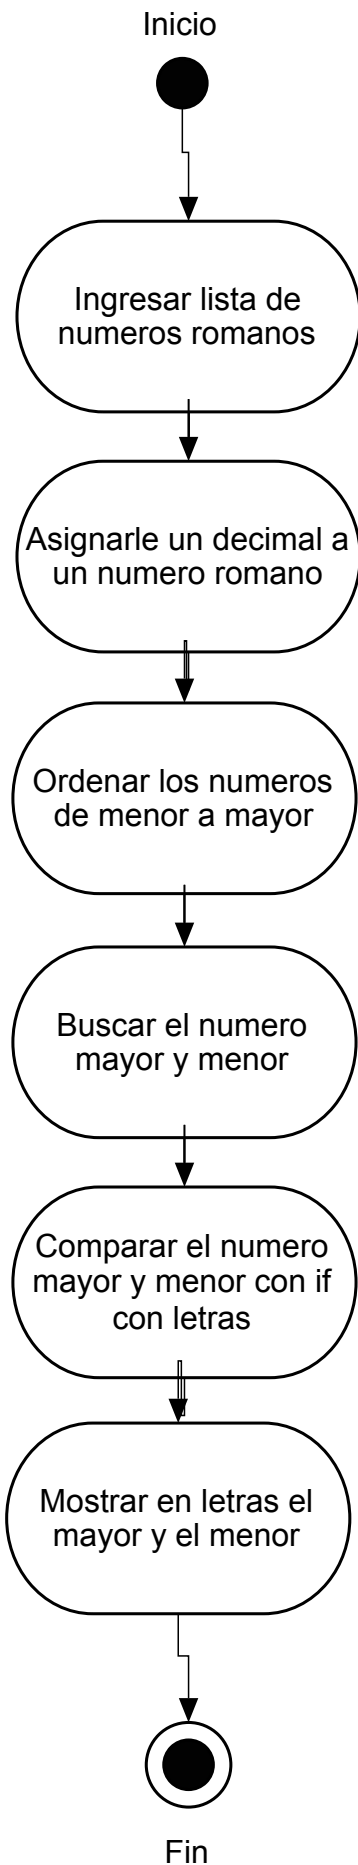 Inicio
Ingresar lista de
numeros romanos
Asignarle un decimal a
un numero romano
Ordenar los numeros
de menor a mayor
Buscar el numero
mayor y menor
Comparar el numero
mayor y menor con if
con letras
Mostrar en letras el
mayor y el menor
Fin